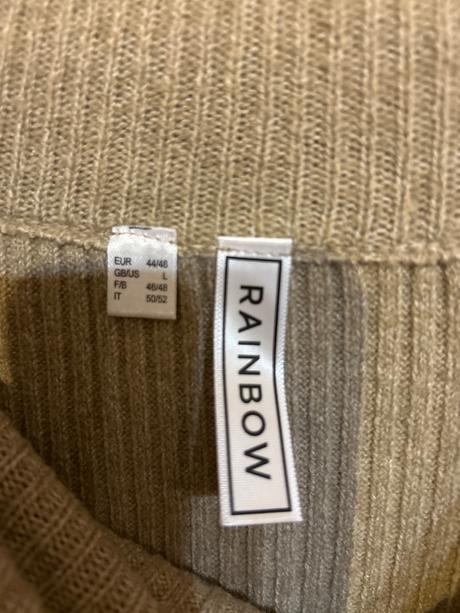 EUR 44/46
GB/US L
F/B 46/48
IT 50/52
RAINBOW